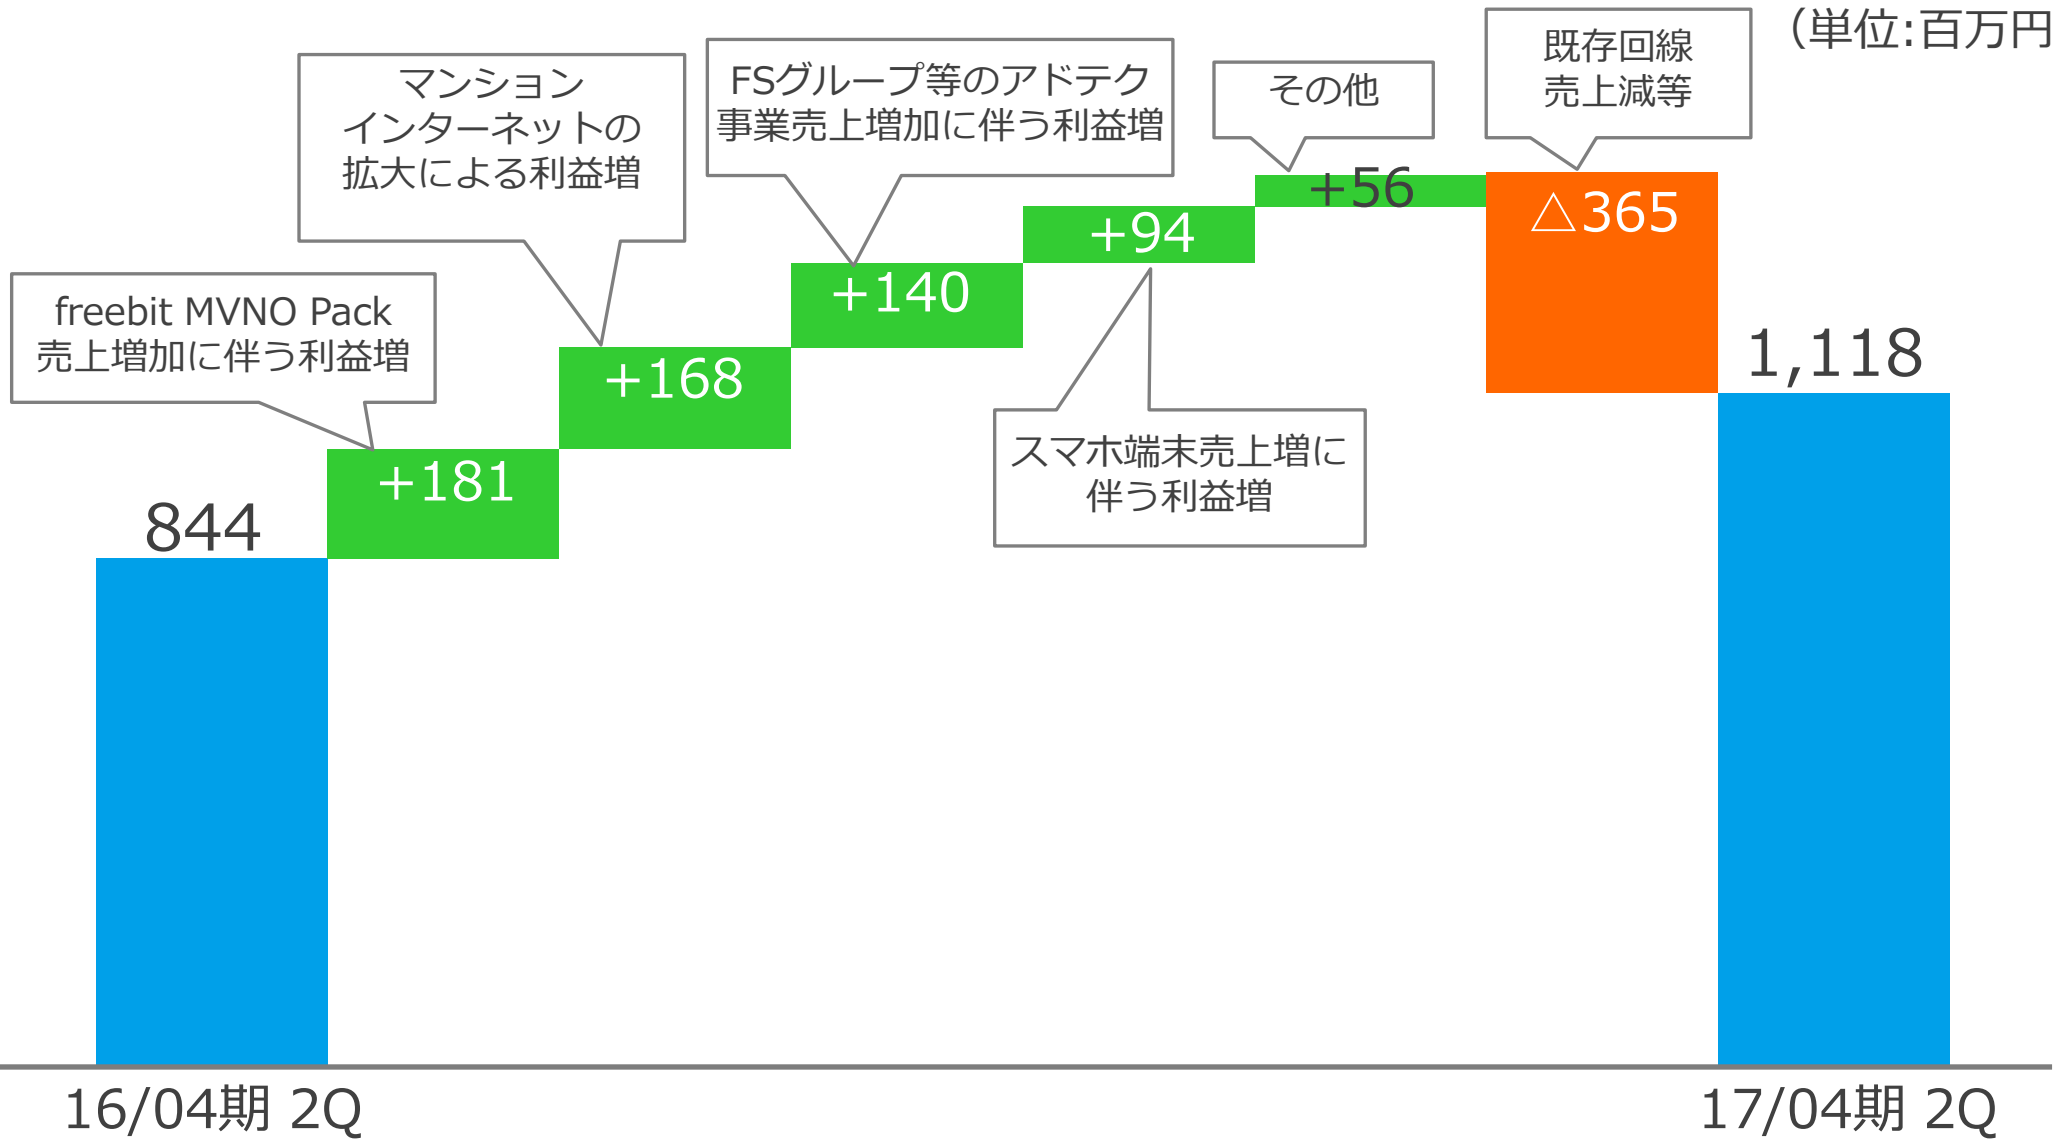 （単位:百万円
既存回線
売上減等
その他
FSグループ等のアドテク
事業売上増加に伴う利益増
マンション
インターネットの
拡大による利益増
freebit MVNO Pack
売上増加に伴う利益増
スマホ端末売上増に
伴う利益増
844
+181
+168
+140
+94
+56
△365
1,118
16/04期 2Q
17/04期 2Q